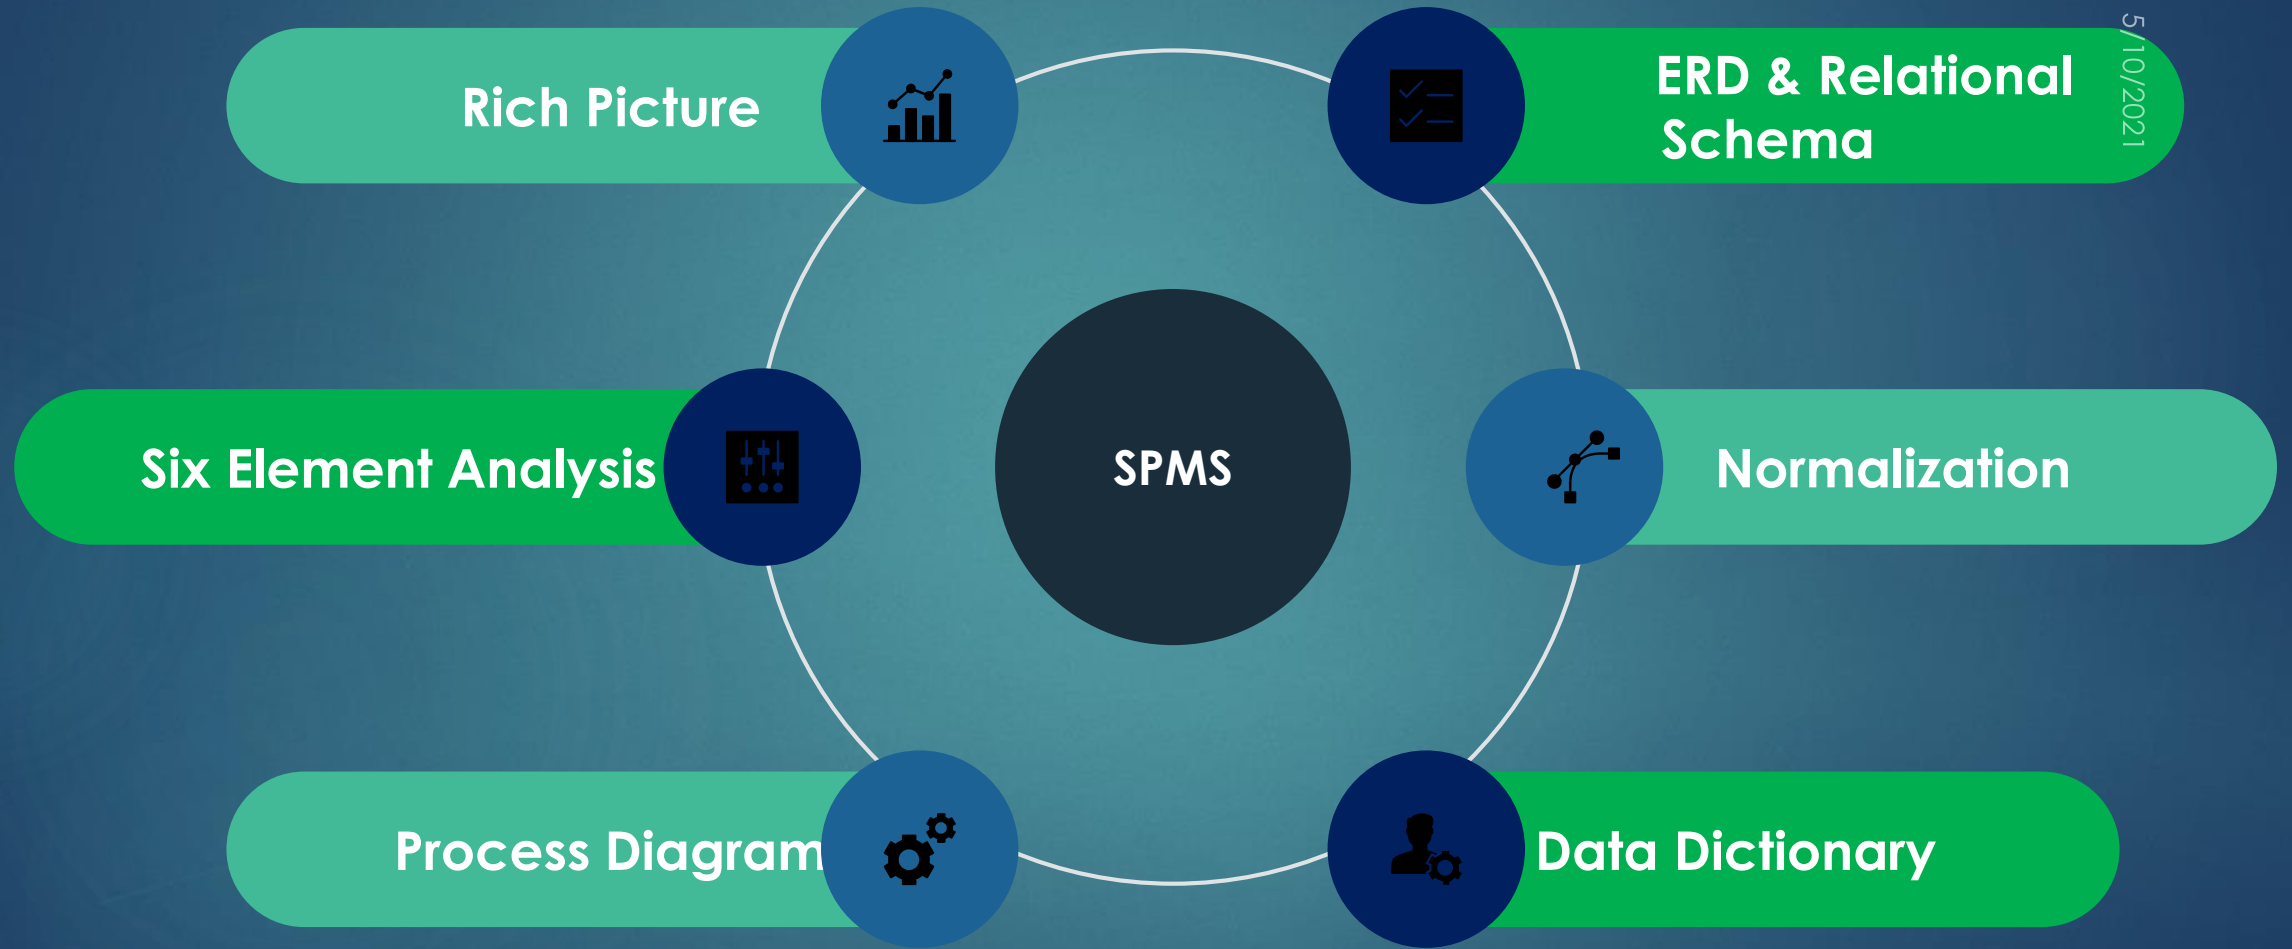 Rich Picture
ERD & Relational
Schema
5/10/2021
Six Element Analysis
SPMS
Normalization
Process Diagram
Data Dictionary